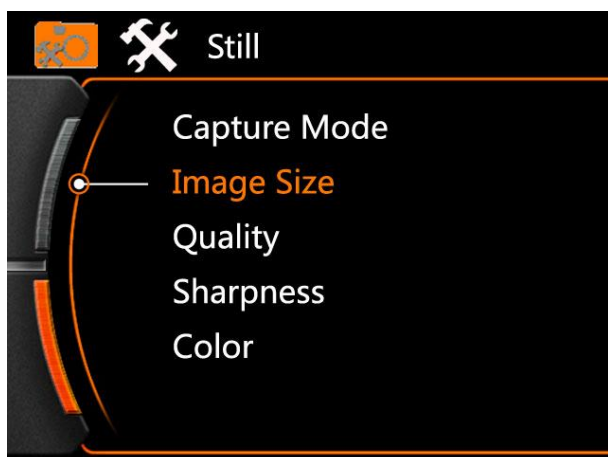 Still
Capture Mode
Image Size
Quality
Sharpness
Color